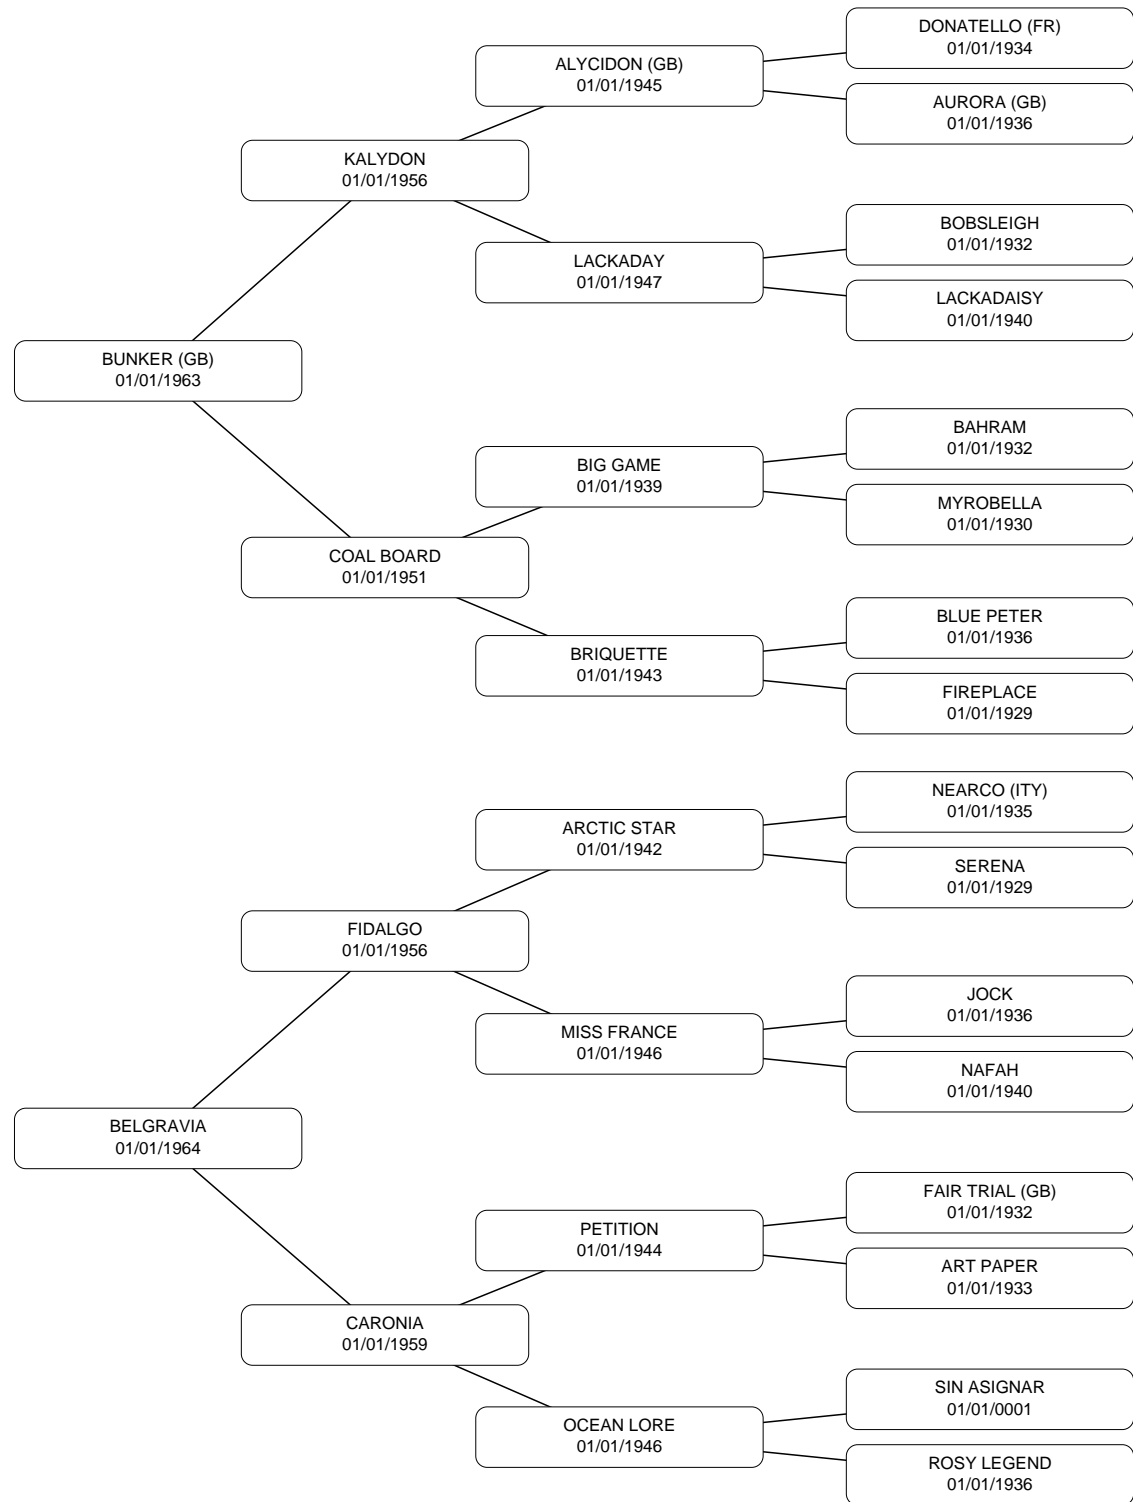 DONATELLO (FR)
01/01/1934
ALYCIDON (GB)
01/01/1945
AURORA (GB)
01/01/1936
KALYDON
01/01/1956
BOBSLEIGH
01/01/1932
LACKADAY
01/01/1947
LACKADAISY
01/01/1940
BUNKER (GB)
01/01/1963
BAHRAM
01/01/1932
BIG GAME
01/01/1939
MYROBELLA
01/01/1930
COAL BOARD
01/01/1951
BLUE PETER
01/01/1936
BRIQUETTE
01/01/1943
FIREPLACE
01/01/1929
NEARCO (ITY)
01/01/1935
ARCTIC STAR
01/01/1942
SERENA
01/01/1929
FIDALGO
01/01/1956
JOCK
01/01/1936
MISS FRANCE
01/01/1946
NAFAH
01/01/1940
BELGRAVIA
01/01/1964
FAIR TRIAL (GB)
01/01/1932
PETITION
01/01/1944
ART PAPER
01/01/1933
CARONIA
01/01/1959
SIN ASIGNAR
01/01/0001
OCEAN LORE
01/01/1946
ROSY LEGEND
01/01/1936